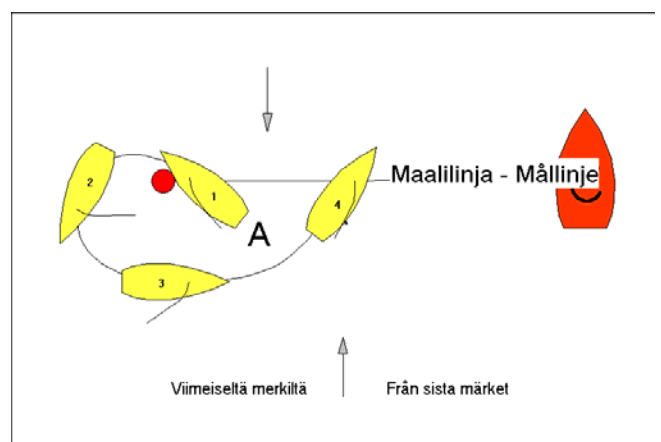 Maalilinja - Mållinje
2
1
4
A
3
Viimeiseltä merkiltä
Från sista märket